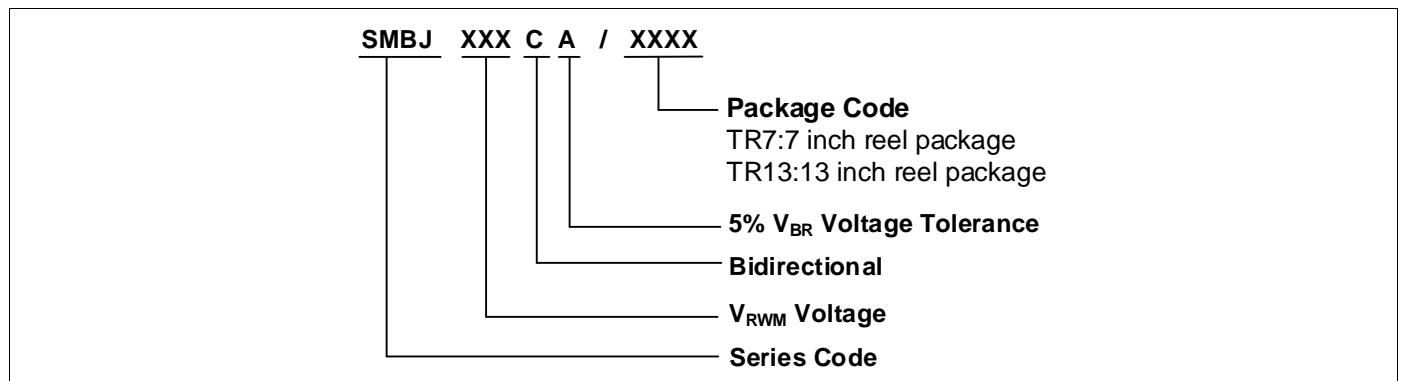 SMBJ XXX C A / XXXX
Package Code
TR7:7 inch reel package
TR13:13 inch reel package
5% VBR Voltage Tolerance
Bidirectional
VRWM Voltage
Series Code